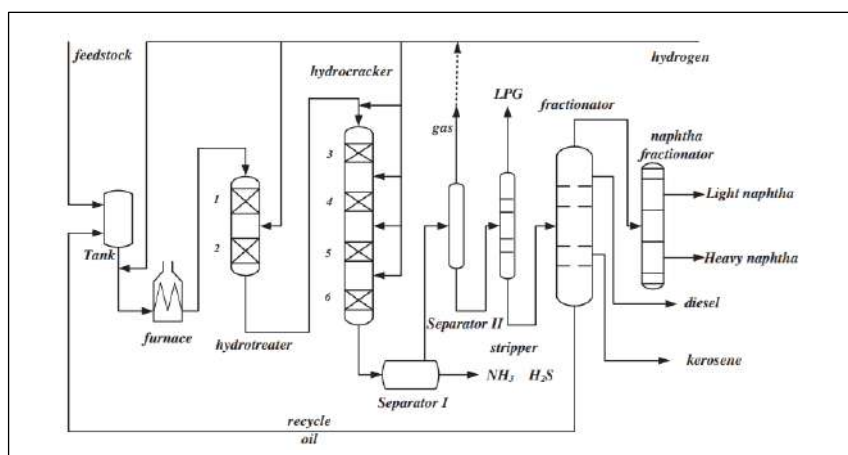 feedstock
hydrogen
hydrocracker
LPG
fractionator
gas
naphtha
fractionator
3
1
4
Light naphtha
2
5
Tank
Heavy naphtha
6
diesel
Separator II
furnace
hydrotreater
stripper
kerosene
NH₃ H₂S
Separator I
recycle
oil